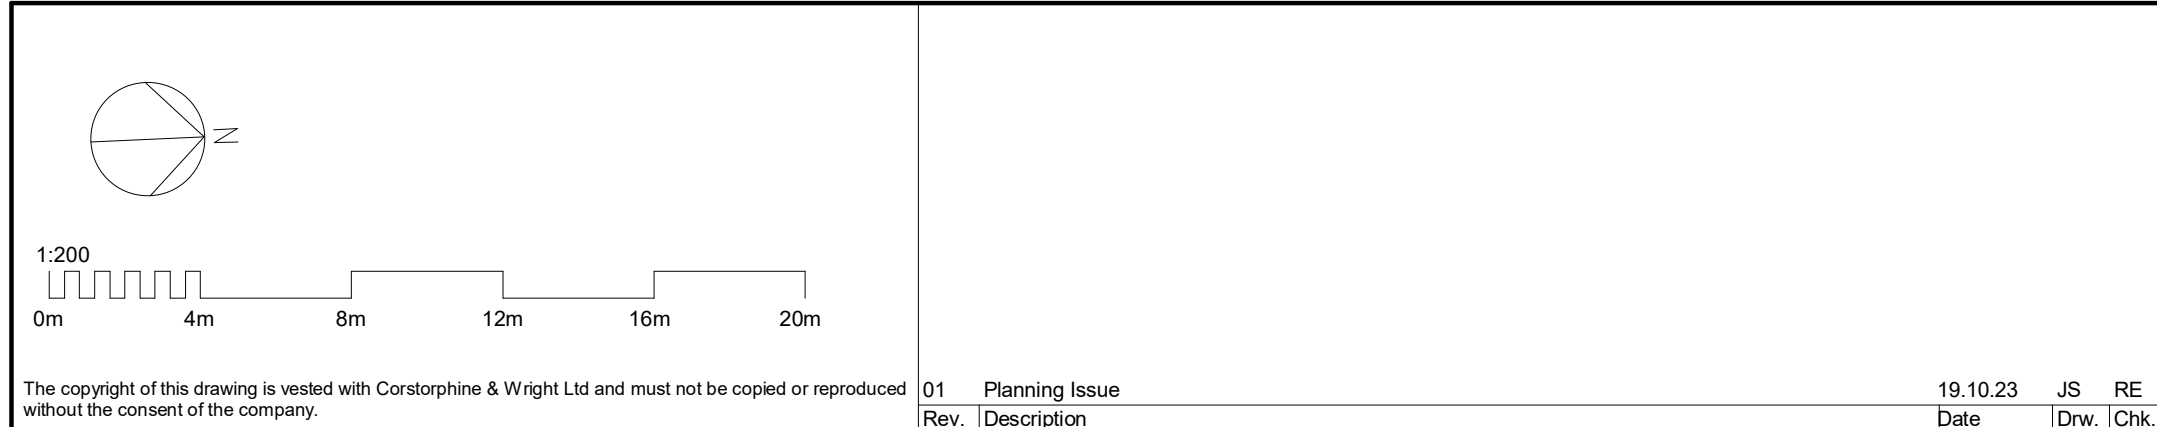 N
1:200
0m 4m 8m 12m 16m 20m
The copyright of this drawing is vested with Corstorphine & Wright Ltd and must not be copied or reproduced
without the consent of the company.
01 Planning Issue 19.10.23 JS RE
Rev. Description Date Drw. Chk.